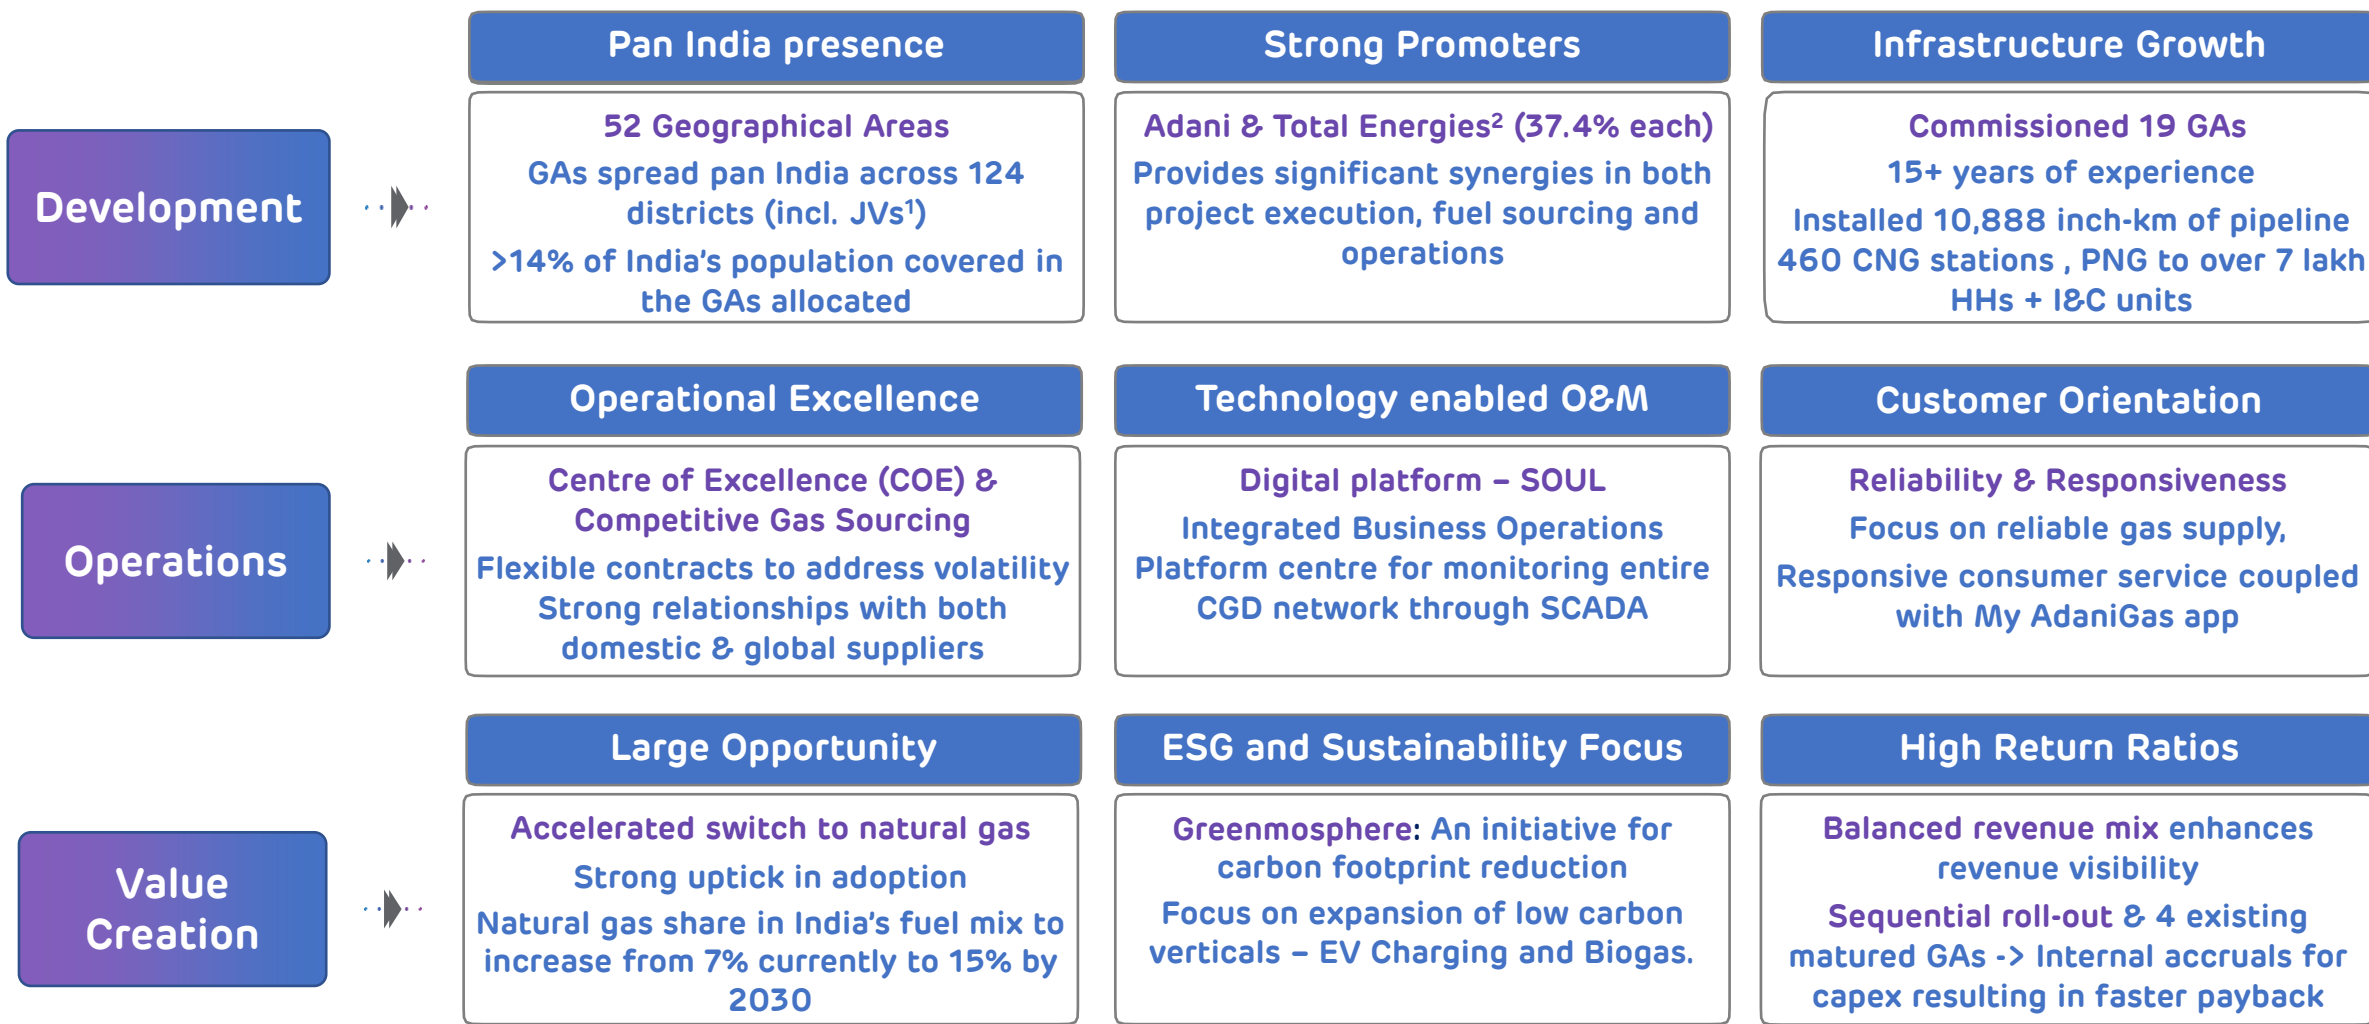 Pan India presence
Strong Promoters
Infrastructure Growth
Development
52 Geographical Areas
GAs spread pan India across 124
districts (incl. JVs¹)
>14% of India's population covered in
the GAs allocated
Adani & Total Energies² (37.4% each)
Provides significant synergies in both
project execution, fuel sourcing and
operations
Commissioned 19 GAs
15+ years of experience
Installed 10,888 inch-km of pipeline
460 CNG stations , PNG to over 7 lakh
HHs + I&C units
Operational Excellence
Technology enabled O&M
Customer Orientation
Operations
Centre of Excellence (COE) &
Competitive Gas Sourcing
Flexible contracts to address volatility
Strong relationships with both
domestic & global suppliers
Digital platform – SOUL
Integrated Business Operations
Platform centre for monitoring entire
CGD network through SCADA
Reliability & Responsiveness
Focus on reliable gas supply,
Responsive consumer service coupled
with My AdaniGas app
Large Opportunity
ESG and Sustainability Focus
High Return Ratios
Value
Creation
Accelerated switch to natural gas
Strong uptick in adoption
Natural gas share in India's fuel mix to
increase from 7% currently to 15% by
2030
Greenmosphere: An initiative for
carbon footprint reduction
Focus on expansion of low carbon
verticals – EV Charging and Biogas.
Balanced revenue mix enhances
revenue visibility
Sequential roll-out & 4 existing
matured GAs -> Internal accruals for
capex resulting in faster payback